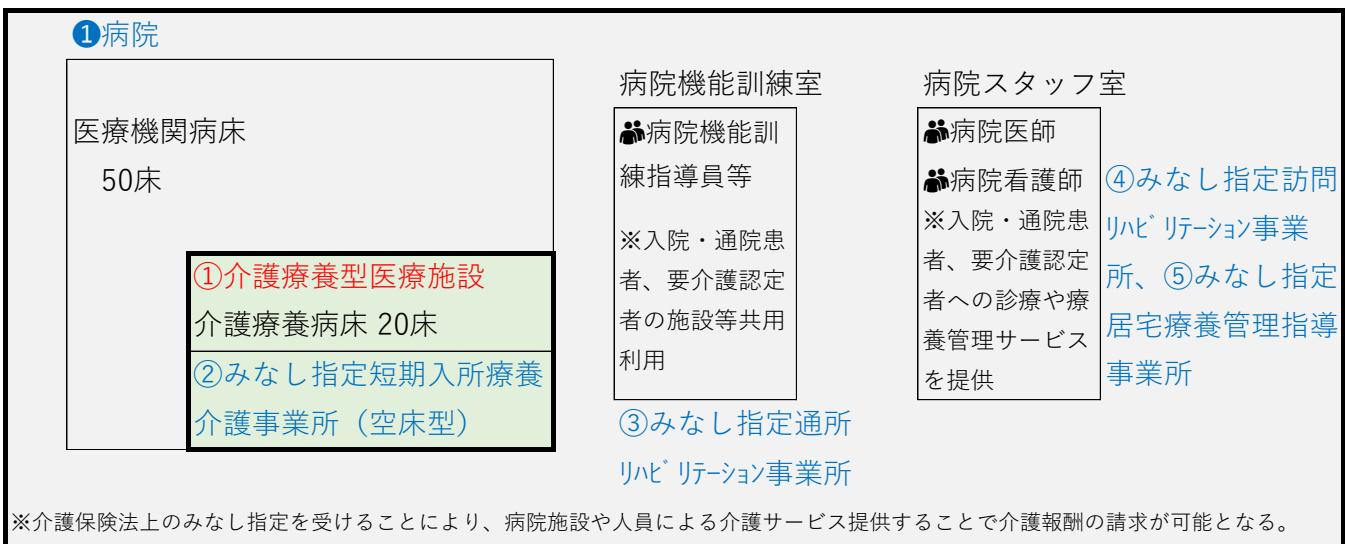 ❶病院
医療機関病床
50床
①介護療養型医療施設
介護療養病床 20床
②みなし指定短期入所療養
介護事業所（空床型）
病院機能訓練室
病院機能訓
練指導員等
※入院・通院患
者、要介護認定
者の施設等共用
利用
③みなし指定通所
ﾘﾊﾋﾞﾘﾃｰｼｮﾝ事業所
病院スタッフ室
病院医師
病院看護師
※入院・通院患
者、要介護認定
者への診療や療
養管理サービス
を提供
④みなし指定訪問
ﾘﾊﾋﾞﾘﾃｰｼｮﾝ事業
所、⑤みなし指定
居宅療養管理指導
事業所
※介護保険法上のみなし指定を受けることにより、病院施設や人員による介護サービス提供することで介護報酬の請求が可能となる。